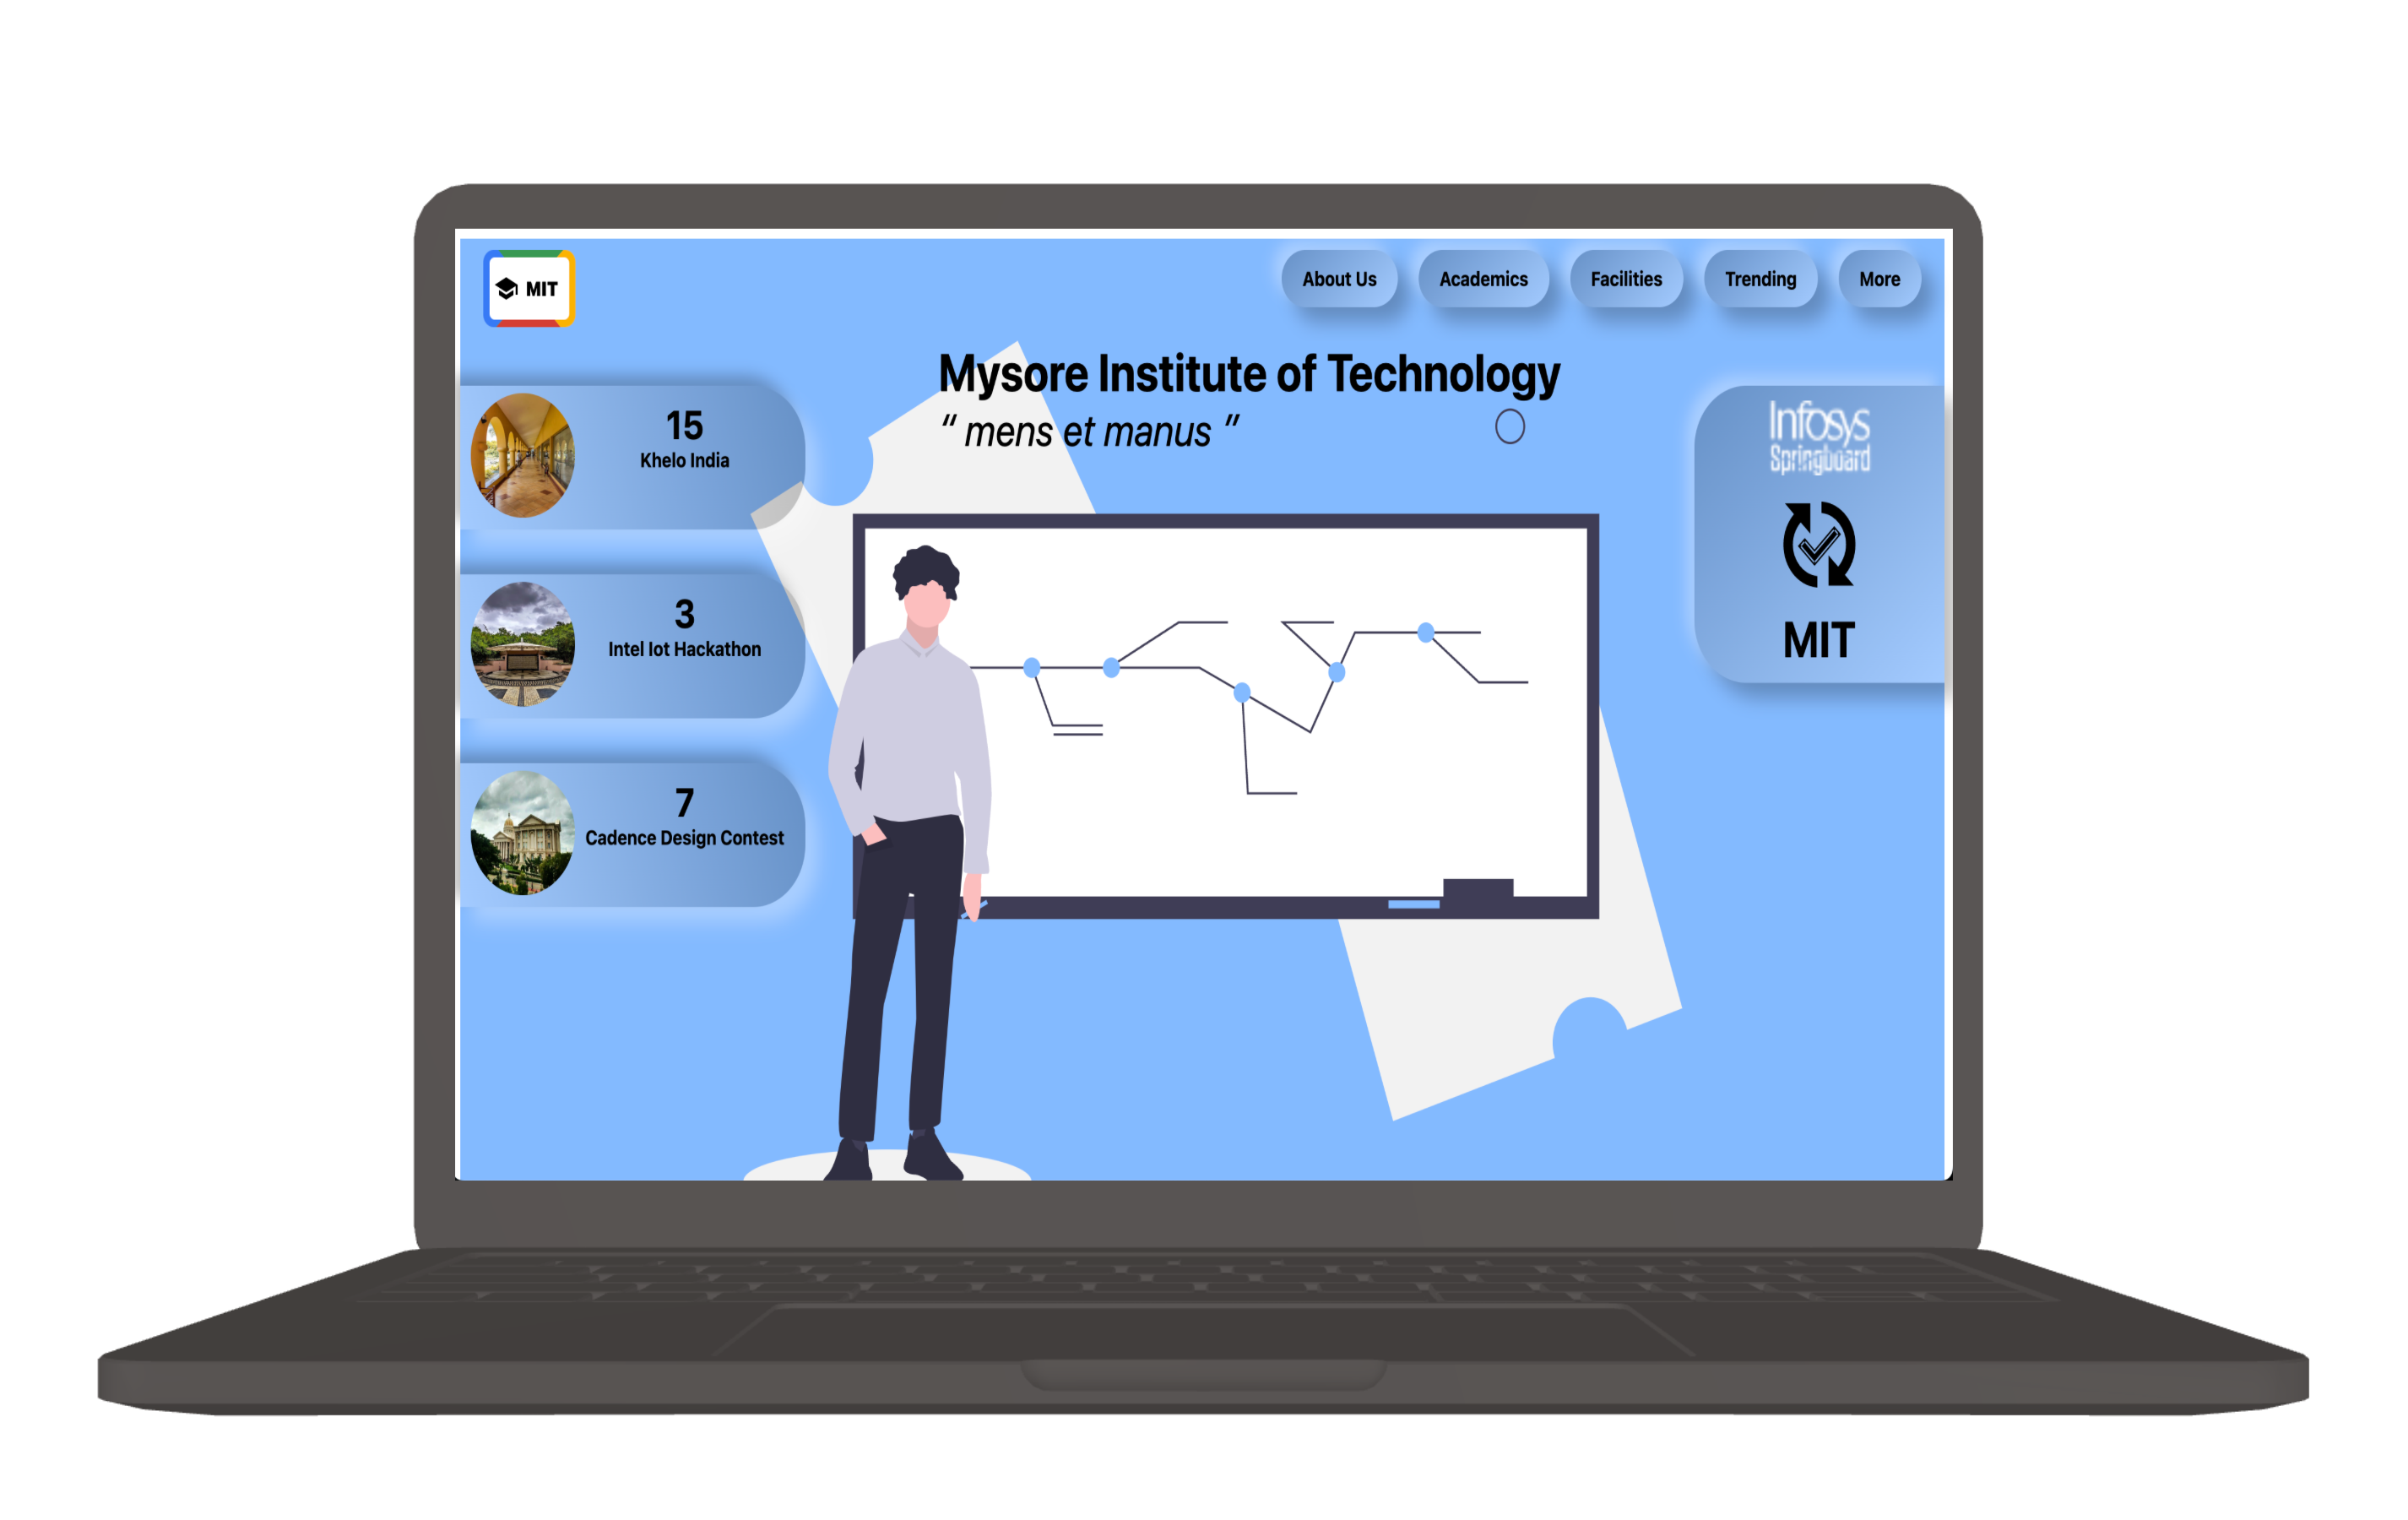 MIT
About Us
Academics
Facilities
Trending
More
Mysore Institute of Technology
“ mens et manus ”
15
Khelo India
3
Intel Iot Hackathon
7
Cadence Design Contest
Infosys
Springboard
MIT